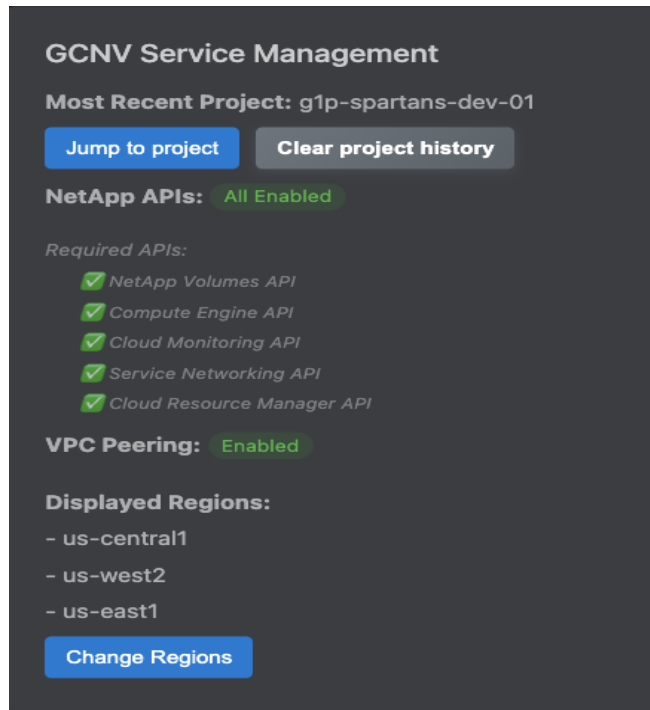 GCNV Service Management
Most Recent Project: g1p-spartans-dev-01
Jump to project Clear project history
NetApp APIs: All Enabled
Required APIs:
✅ NetApp Volumes API
✅ Compute Engine API
✅ Cloud Monitoring API
✅ Service Networking API
✅ Cloud Resource Manager API
VPC Peering: Enabled
Displayed Regions:
- us-central1
- us-west2
- us-east1
Change Regions